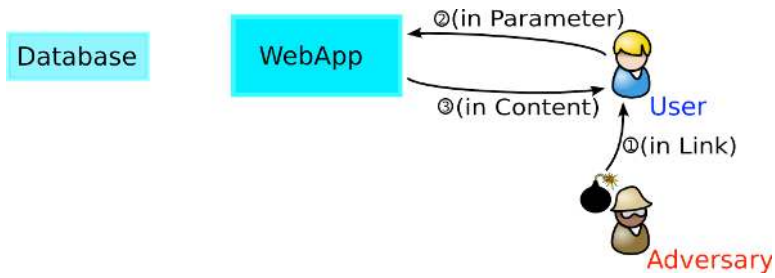 ②(in Parameter)
Database
WebApp
③(in Content)
User
①(in Link)
Adversary